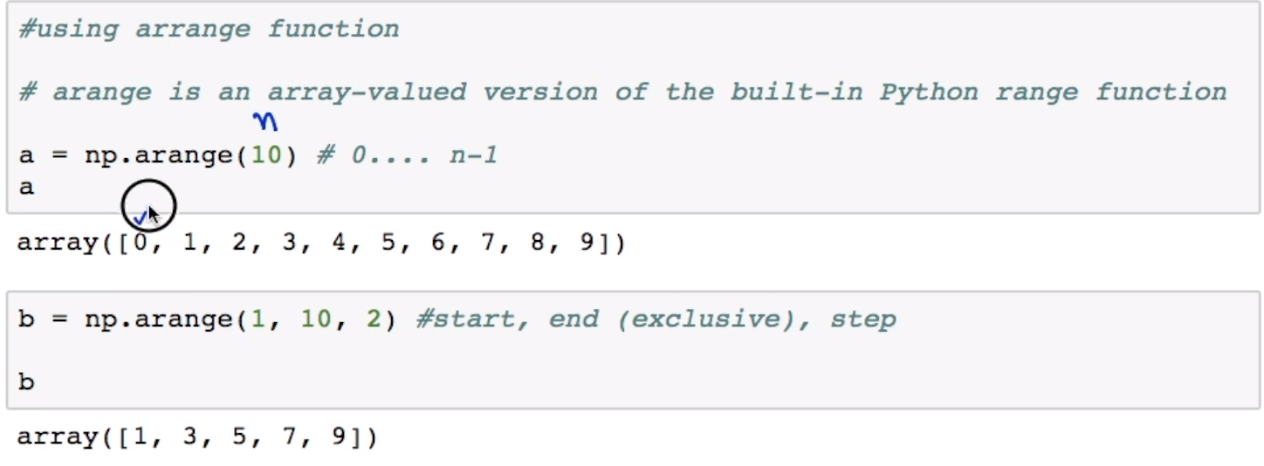 #using arrange function
# arange is an array-valued version of the built-in Python range function
n
a = np.arange(10) # 0.... n-1
a
array([0, 1, 2, 3, 4, 5, 6, 7, 8, 9])
b = np.arange(1, 10, 2) #start, end (exclusive), step
b
array([1, 3, 5, 7, 9])